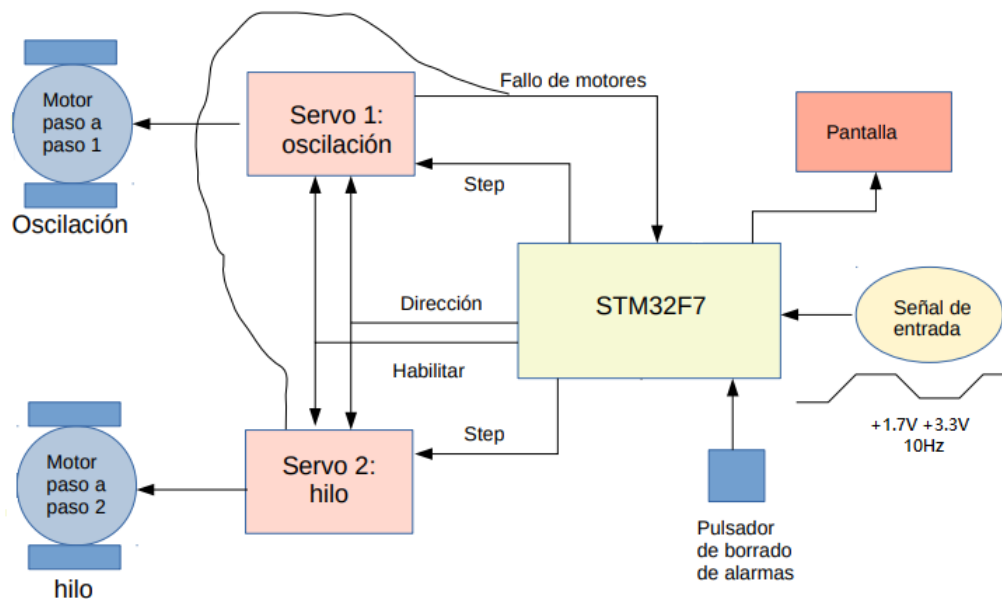 Motor
paso a
paso 1
Oscilación
Servo 1:
oscilación
Fallo de motores
Step
Pantalla
Dirección
Habilitar
STM32F7
Señal de
entrada
+1.7V +3.3V
10Hz
Motor
paso a
paso 2
hilo
Servo 2:
hilo
Step
Pulsador
de borrado
de alarmas